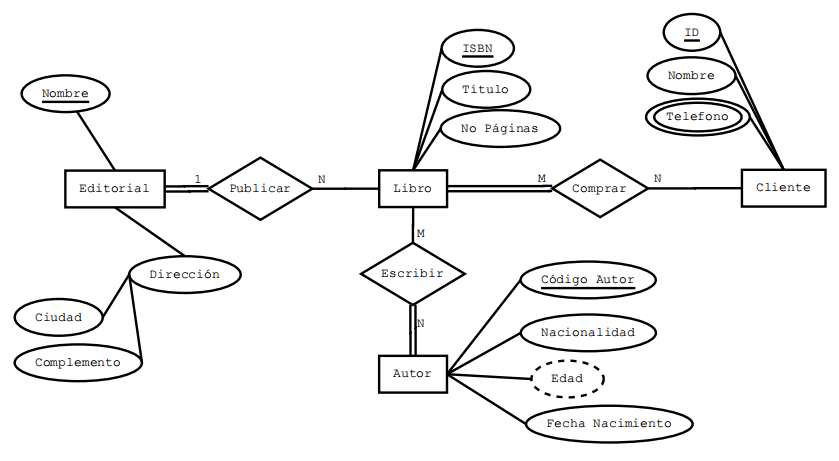 ISBN
Título
No Páginas
ID
Nombre
Telefono
Nombre
Editorial
1
Publicar
N
Libro
M
Comprar
N
Cliente
M
Escribir
N
Autor
Dirección
Ciudad
Complemento
Código Autor
Nacionalidad
Edad
Fecha Nacimiento